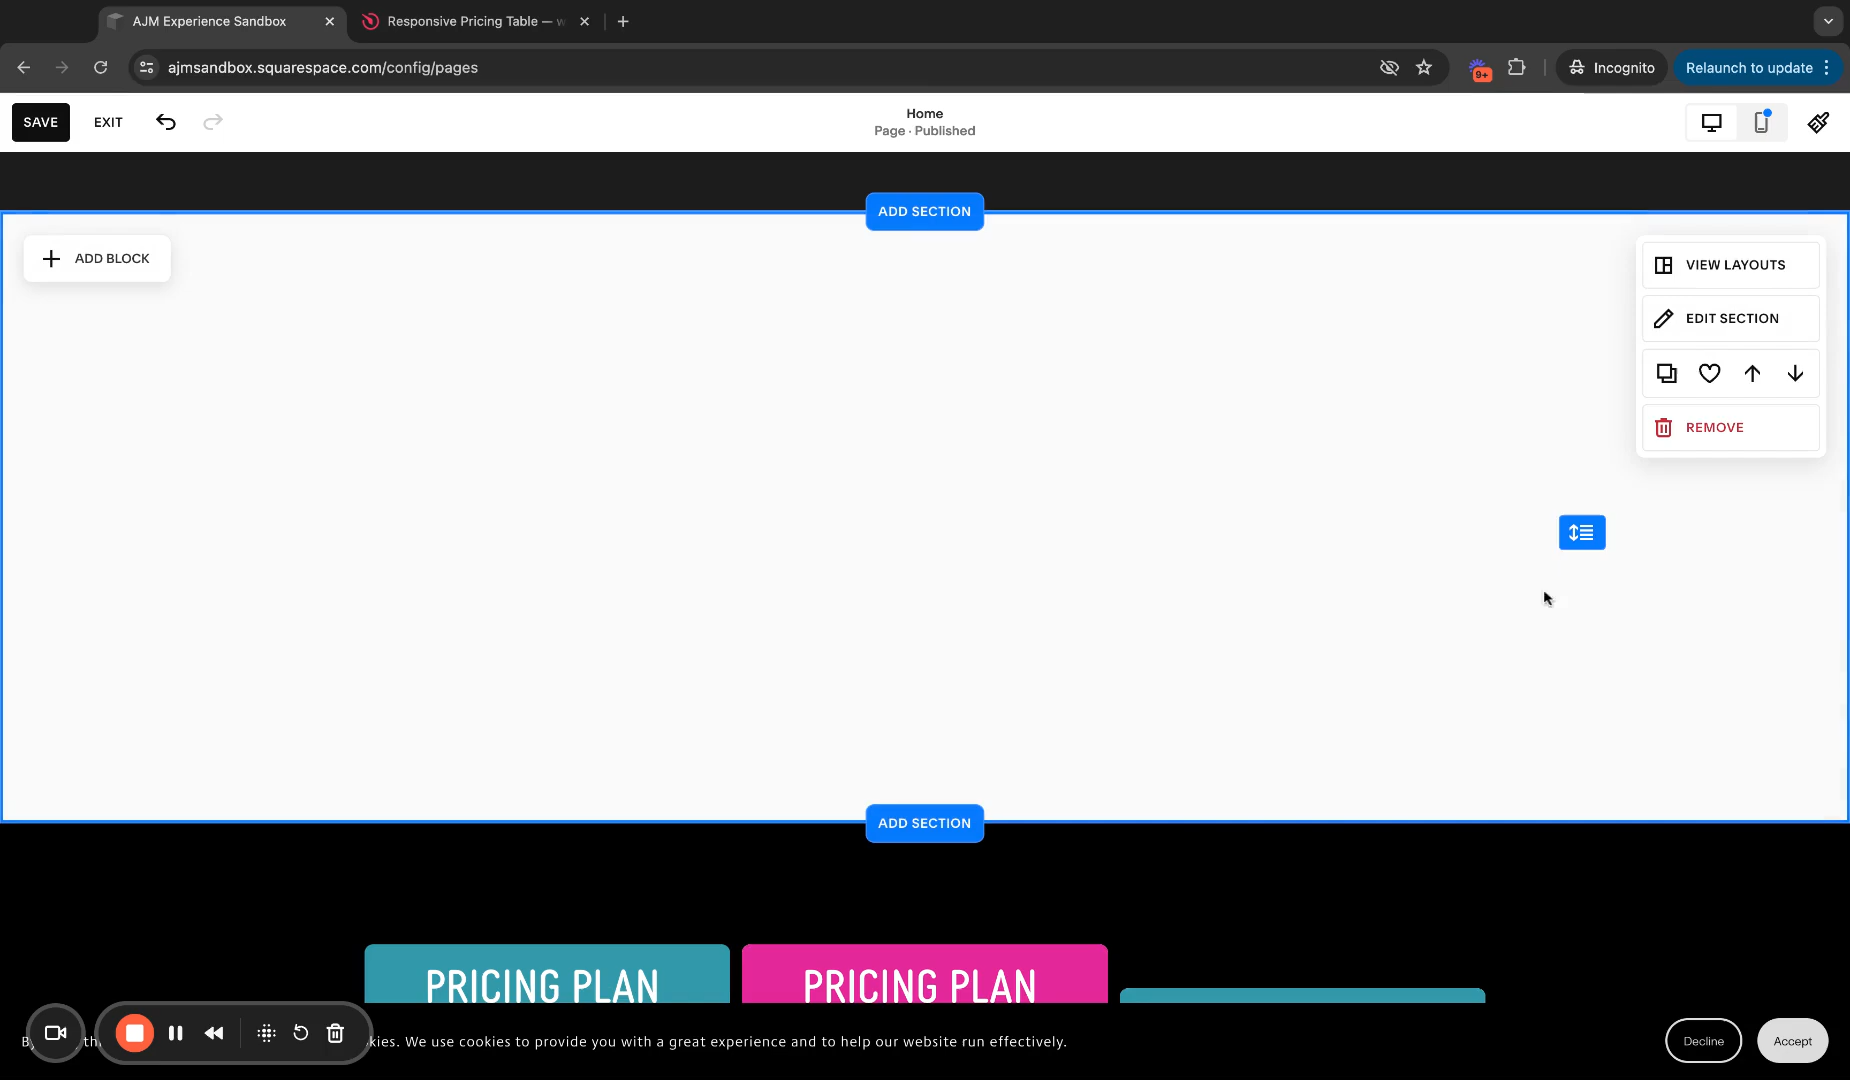 AJM Experience Sandbox
Responsive Pricing Table — w
ajmsandbox.squarespace.com/config/pages
9+
Incognito
Relaunch to update
SAVE
EXIT
Home
Page · Published
ADD SECTION
ADD BLOCK
VIEW LAYOUTS
EDIT SECTION
REMOVE
ADD SECTION
PRICING PLAN
PRICING PLAN
kies. We use cookies to provide you with a great experience and to help our website run effectively.
Decline
Accept